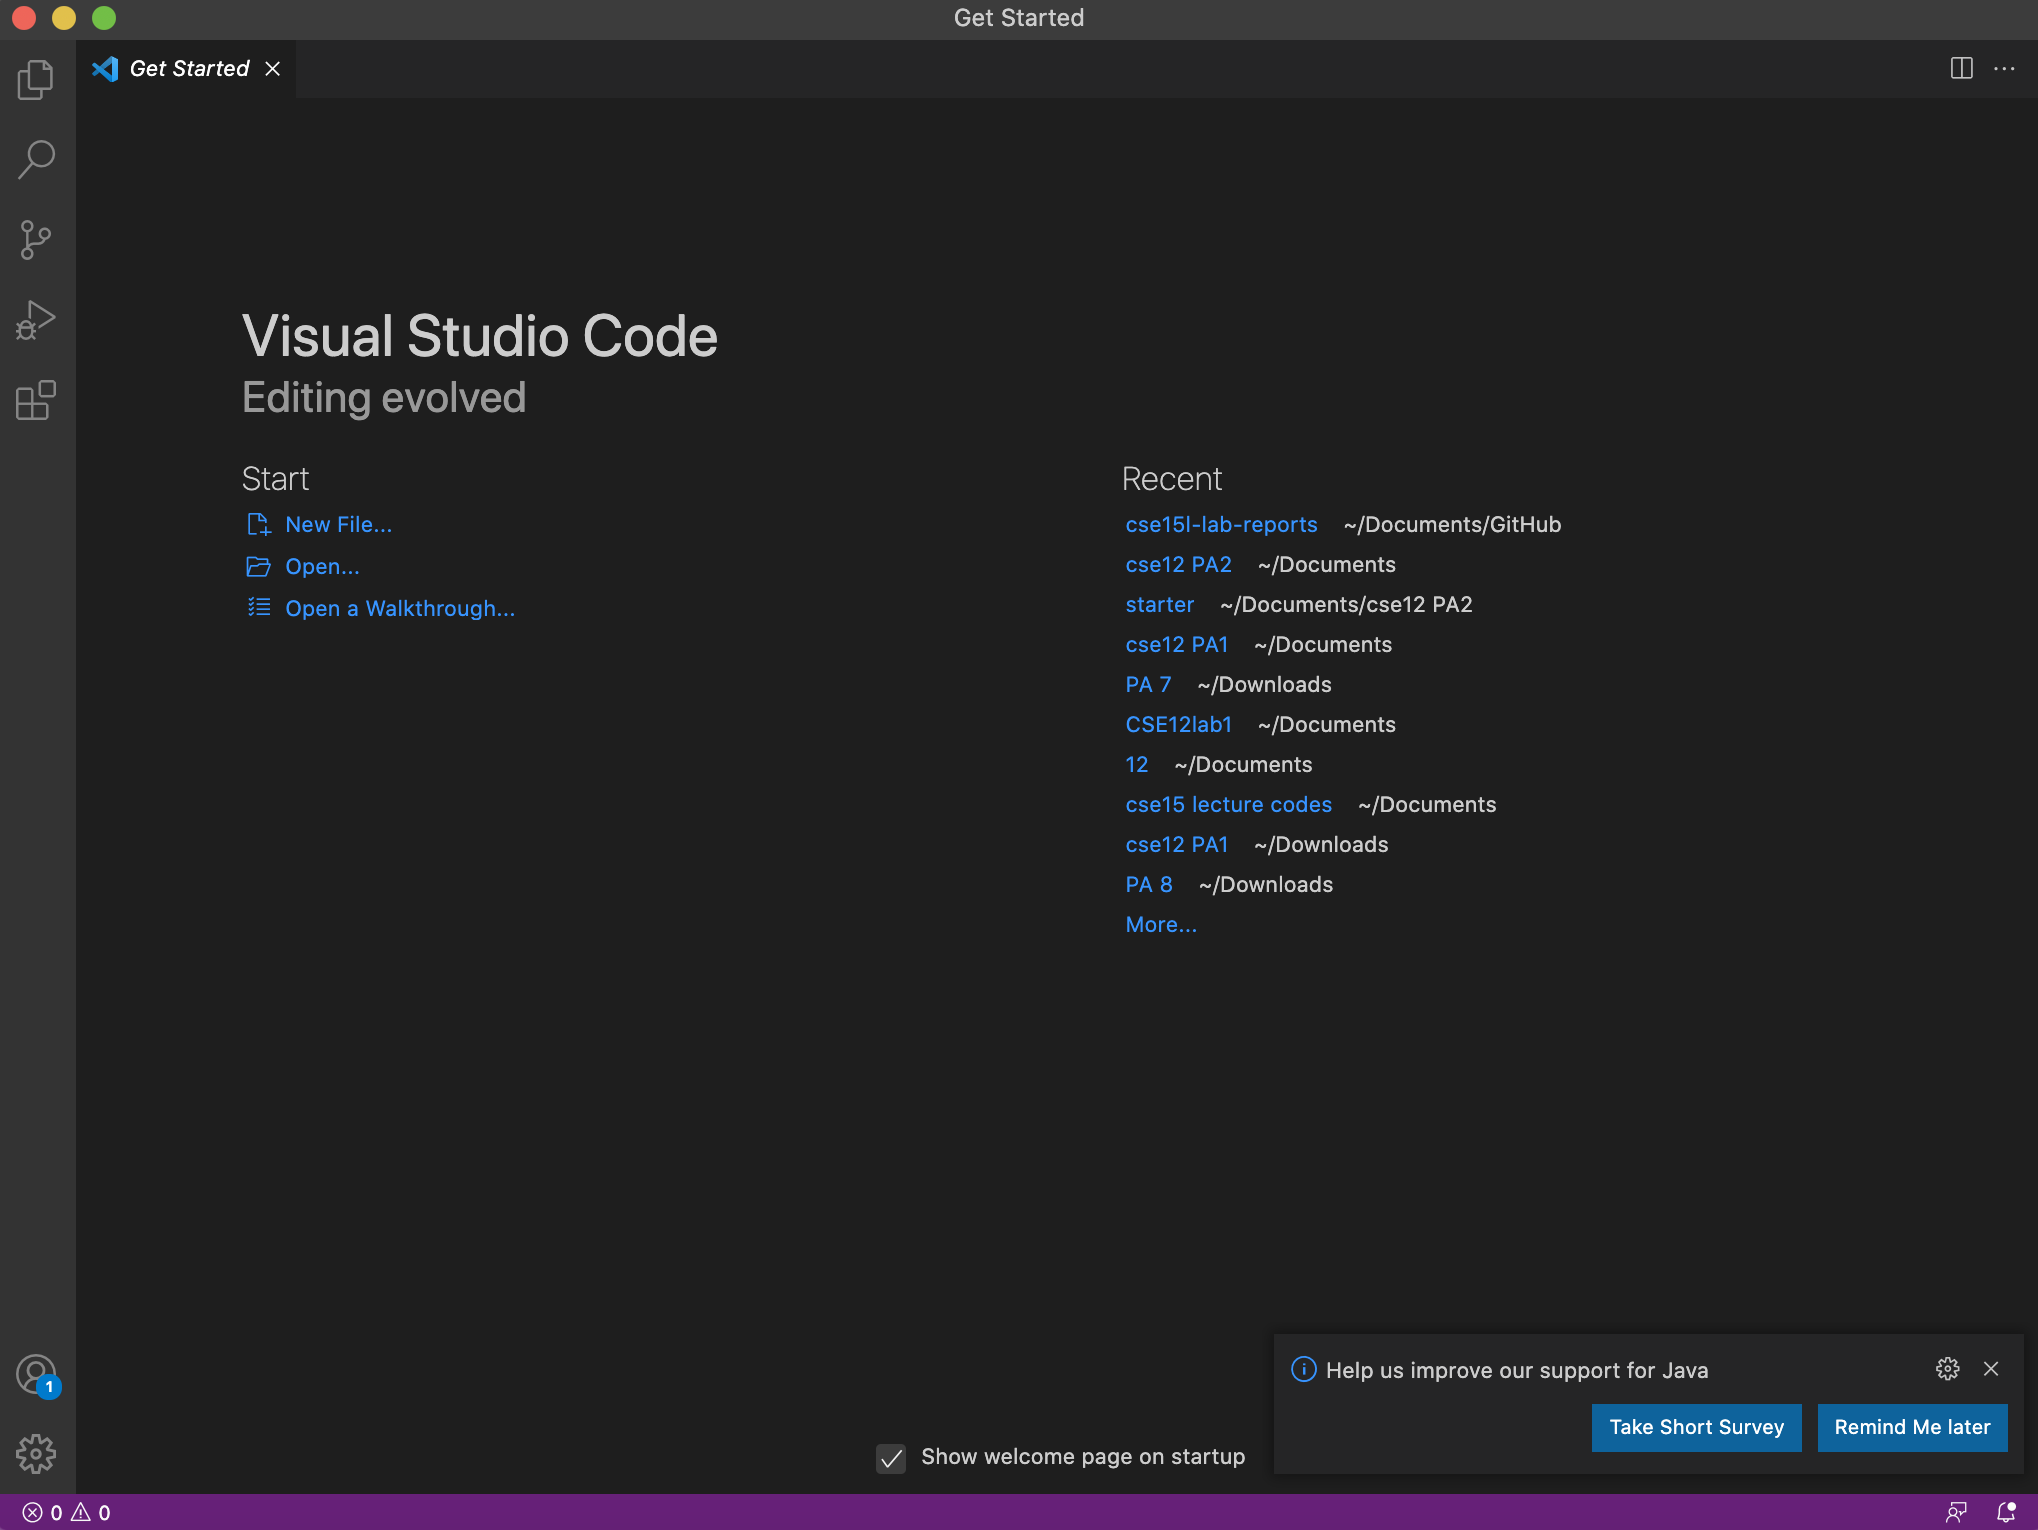 Get Started
Get Started
Visual Studio Code
Editing evolved
Start
New File...
Open...
Open a Walkthrough...
Recent
cse15l-lab-reports ~/Documents/GitHub
cse12 PA2 ~/Documents
starter ~/Documents/cse12 PA2
cse12 PA1 ~/Documents
PA 7 ~/Downloads
CSE12lab1 ~/Documents
12 ~/Documents
cse15 lecture codes ~/Documents
cse12 PA1 ~/Downloads
PA 8 ~/Downloads
More...
Help us improve our support for Java
Take Short Survey Remind Me later
Show welcome page on startup
1
0 0